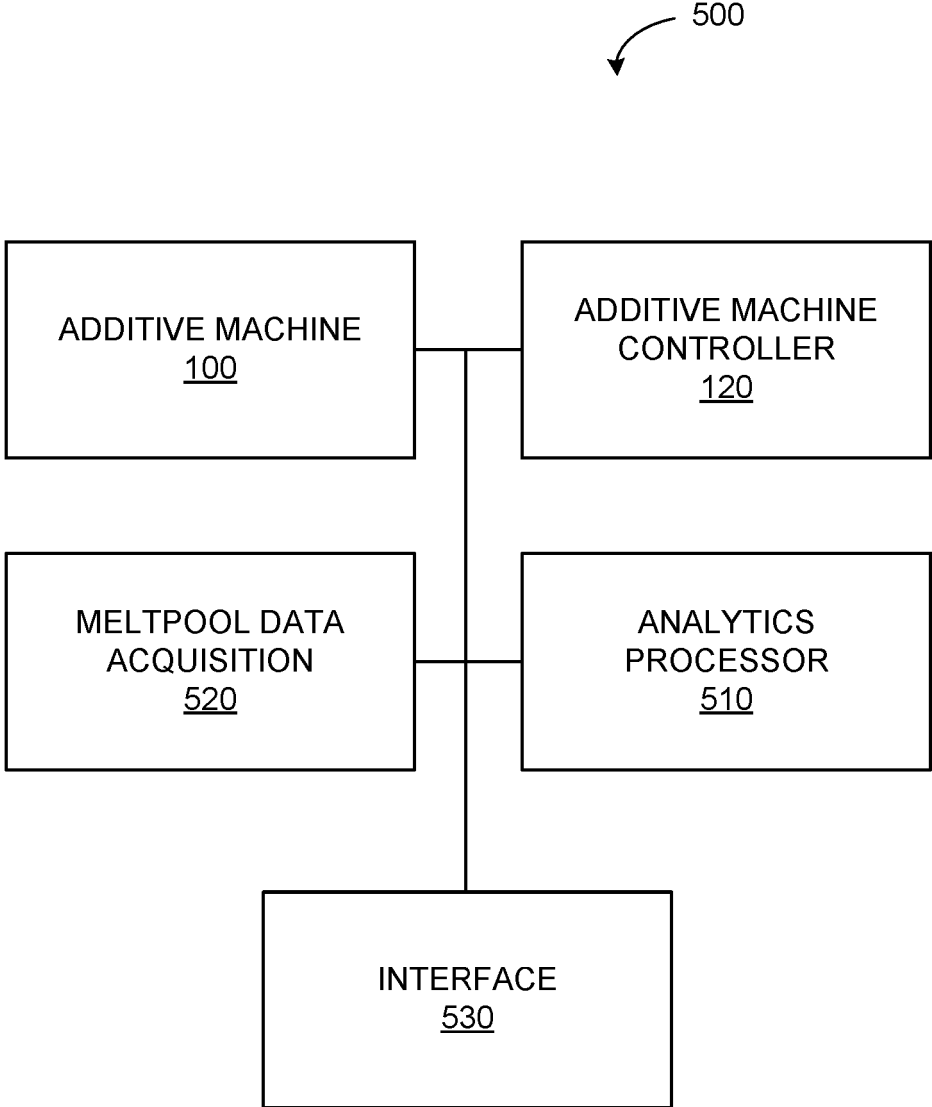 500
ADDITIVE MACHINE
100
ADDITIVE MACHINE
CONTROLLER
120
MELTPOOL DATA
ACQUISITION
520
ANALYTICS
PROCESSOR
510
INTERFACE
530